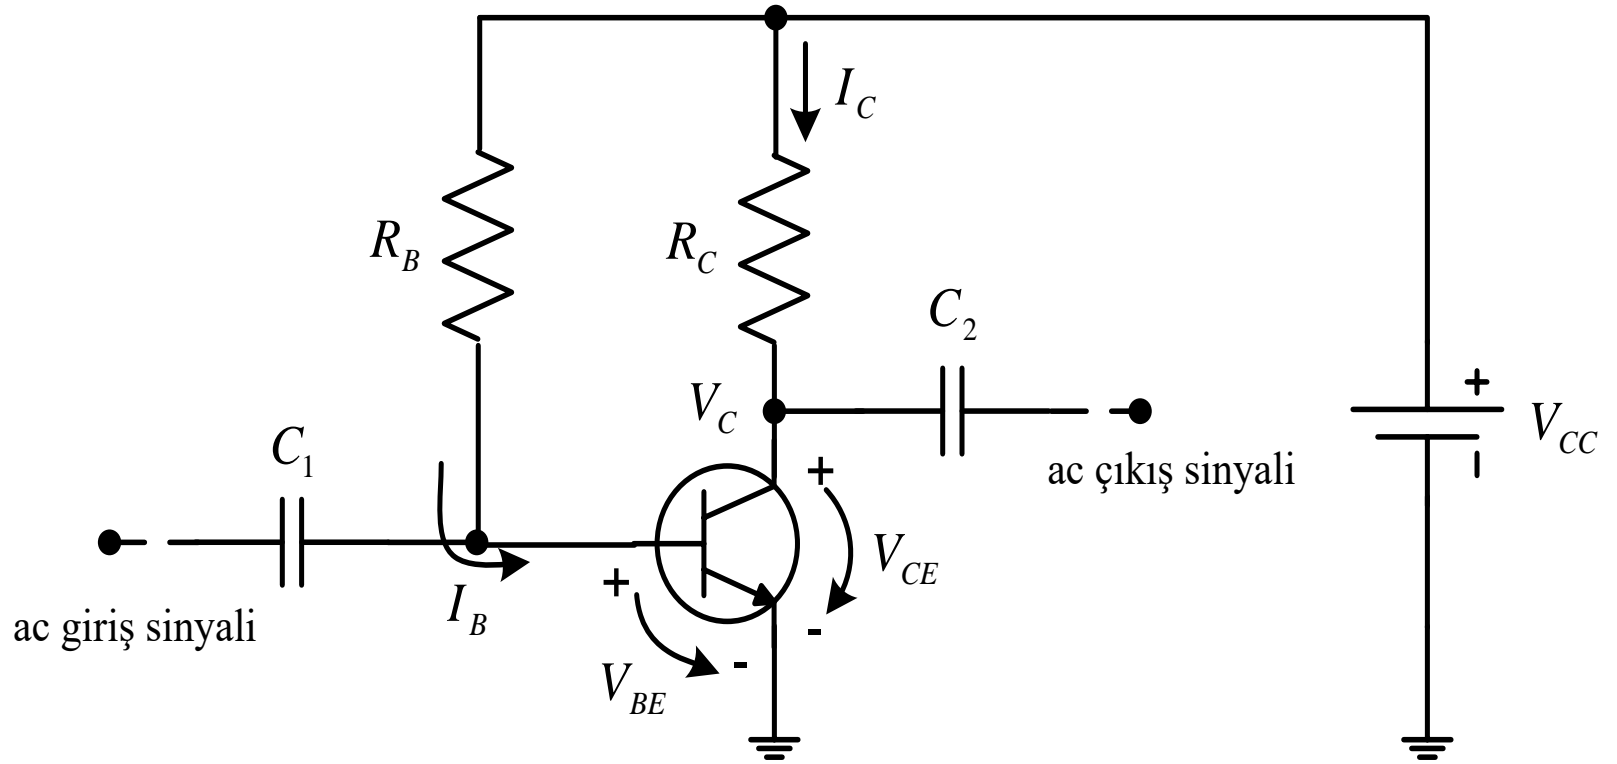 I_C
R_B
R_C
C_2
V_C
+
V_CC
-
C_1
ac çıkış sinyali
+
V_CE
+
I_B
-
ac giriş sinyali
-
V_BE